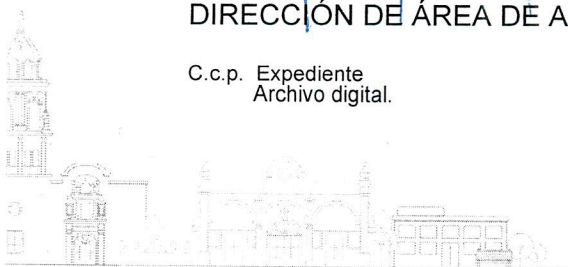 DIRECCIÓN DE ÁREA DE A
C.c.p. Expediente
Archivo digital.